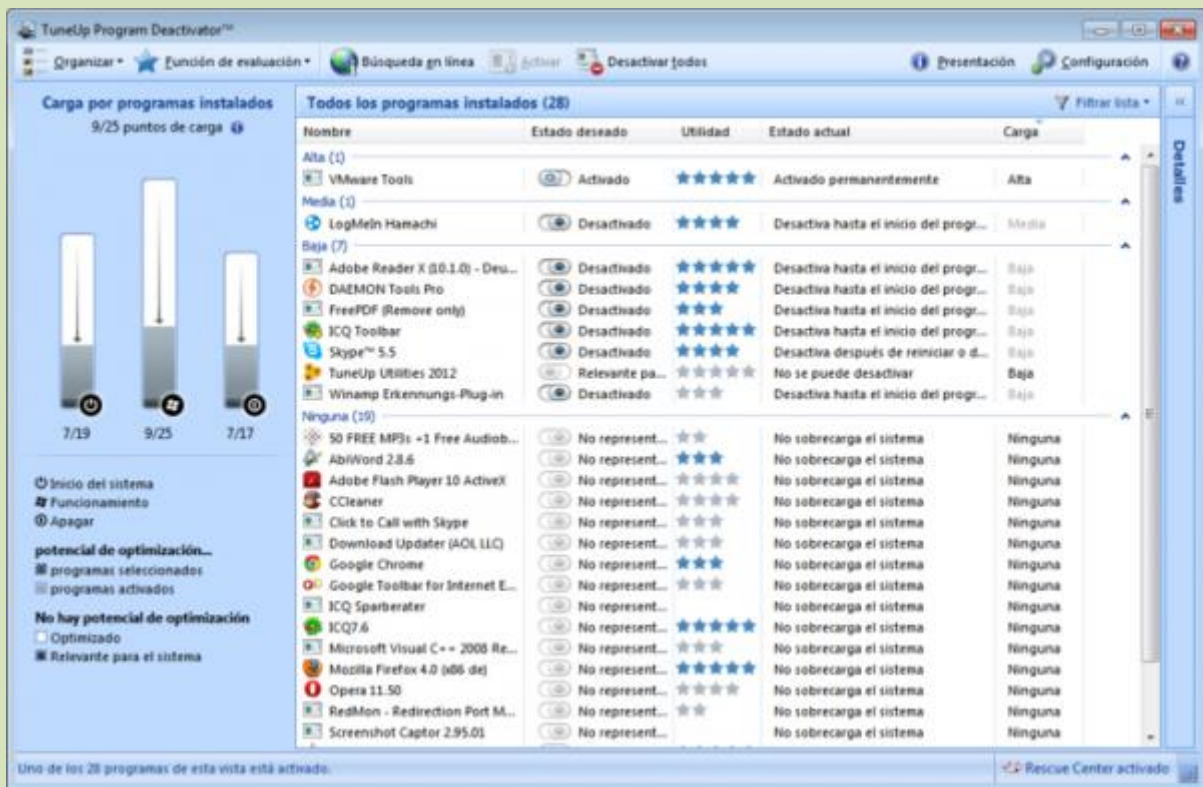 TuneUp Program Deactivator™
Organizar Función de evaluación Búsqueda en línea Activar Desactivar todos Presentación Configuración
Carga por programas instalados
9/25 puntos de carga
7/19 9/25 7/17
Inicio del sistema
Funcionamiento
Apagar
potencial de optimización...
programas seleccionados
programas activados
No hay potencial de optimización
Optimizado
Relevante para el sistema
Todos los programas instalados (28) Filtrar lista
Nombre Estado deseado Utilidad Estado actual Carga
Alta (1)
VMware Tools Activado Activado permanentemente Alta
Media (1)
LogMeIn Hamachi Desactivado Desactiva hasta el inicio del progr... Media
Baja (7)
Adobe Reader X (10.1.0) - Deu... Desactivado Desactiva hasta el inicio del progr... Baja
DAEMON Tools Pro Desactivado Desactiva hasta el inicio del progr... Baja
FreePDF (Remove only) Desactivado Desactiva hasta el inicio del progr... Baja
ICQ Toolbar Desactivado Desactiva hasta el inicio del progr... Baja
Skype™ 5.5 Desactivado Desactiva después de reiniciar o d... Baja
TuneUp Utilities 2012 Relevante pa... No se puede desactivar Baja
Winamp Erkennungs-Plug-in Desactivado Desactiva hasta el inicio del progr... Baja
Ninguna (19)
50 FREE MP3s +1 Free Audiob... No represent... No sobrecarga el sistema Ninguna
AbiWord 2.8.6 No represent... No sobrecarga el sistema Ninguna
Adobe Flash Player 10 ActiveX No represent... No sobrecarga el sistema Ninguna
CCleaner No represent... No sobrecarga el sistema Ninguna
Click to Call with Skype No represent... No sobrecarga el sistema Ninguna
Download Updater (AOL LLC) No represent... No sobrecarga el sistema Ninguna
Google Chrome No represent... No sobrecarga el sistema Ninguna
Google Toolbar for Internet E... No represent... No sobrecarga el sistema Ninguna
ICQ Sparberater No represent... No sobrecarga el sistema Ninguna
ICQ7.6 No represent... No sobrecarga el sistema Ninguna
Microsoft Visual C++ 2008 Re... No represent... No sobrecarga el sistema Ninguna
Mozilla Firefox 4.0 (x86 de) No represent... No sobrecarga el sistema Ninguna
Opera 11.50 No represent... No sobrecarga el sistema Ninguna
RedMon - Redirection Port M... No represent... No sobrecarga el sistema Ninguna
Screenshot Captor 2.95.01 No represent... No sobrecarga el sistema Ninguna
Detalles
Uno de los 28 programas de esta vista está activado. Rescue Center activado